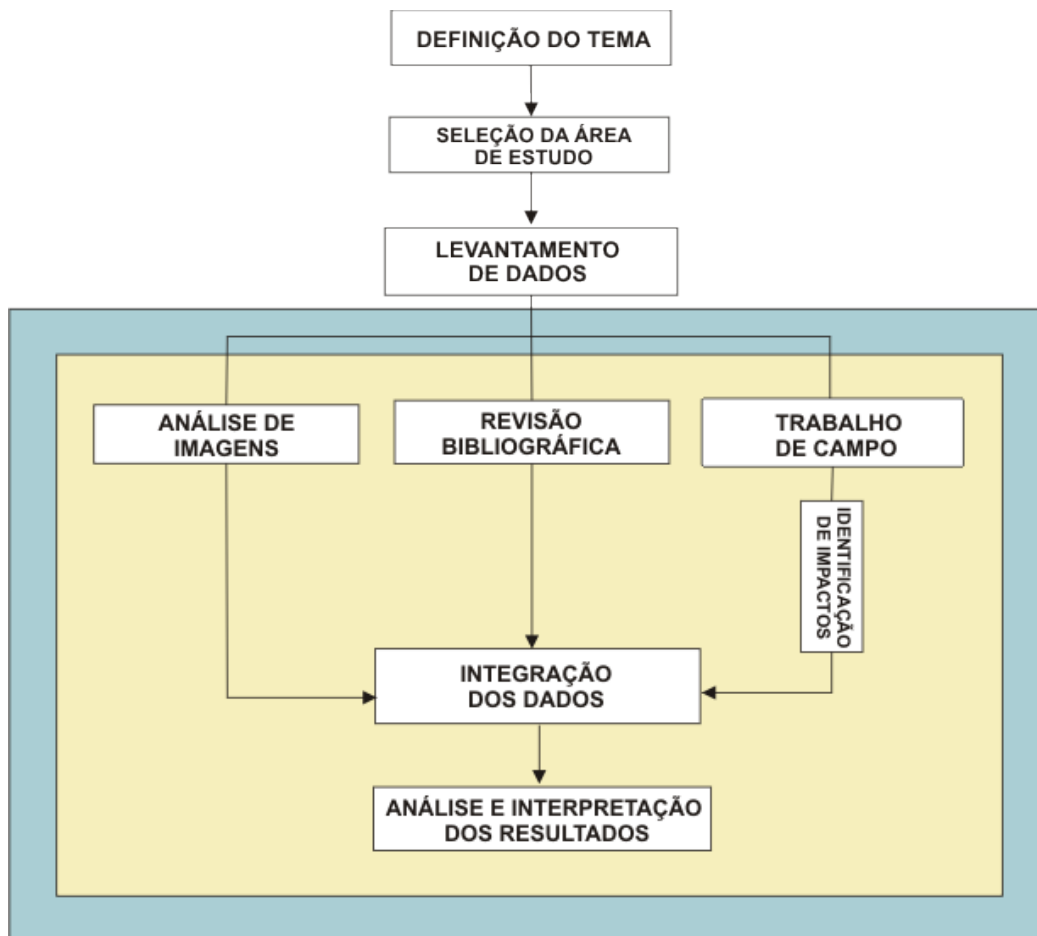 DEFINIÇÃO DO TEMA
SELEÇÃO DA ÁREA
DE ESTUDO
LEVANTAMENTO
DE DADOS
ANÁLISE DE
IMAGENS
REVISÃO
BIBLIOGRÁFICA
TRABALHO
DE CAMPO
IDENTIFICAÇÃO
DE IMPACTOS
INTEGRAÇÃO
DOS DADOS
ANÁLISE E INTERPRETAÇÃO
DOS RESULTADOS